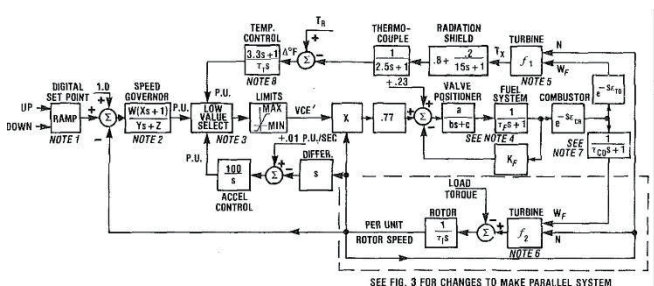 TEMP.
CONTROL
3.3s+1
τ₁s
NOTE 8
Δ°F
T_R
+
−
Σ
THERMO-
COUPLE
1
2.5s+1
RADIATION
SHIELD
.8 + .2
15s+1
T_X
TURBINE
f₁
NOTE 5
N
W_F
DIGITAL
SET POINT
UP
DOWN
RAMP
NOTE 1
1.0
+
+
Σ
−
SPEED
GOVERNOR
W(Xs+1)
Ys+Z
NOTE 2
P.U.
P.U.
LOW
VALUE
SELECT
NOTE 3
LIMITS
MAX
MIN
VCE'
X
.77
+.23
+
+
Σ
−
VALVE
POSITIONER
a
bs+c
SEE NOTE 4
FUEL
SYSTEM
1
τ_Fs+1
COMBUSTOR
e^-sε_CR
e^-sε_TD
SEE
NOTE 7
1
τ_CDs+1
K_F
P.U.
100
s
ACCEL
CONTROL
+.01 P.U./SEC
+
−
Σ
DIFFER.
s
LOAD
TORQUE
PER UNIT
ROTOR SPEED
ROTOR
1
τ_Is
−
+
Σ
TURBINE
f₂
NOTE 6
W_F
N
SEE FIG. 3 FOR CHANGES TO MAKE PARALLEL SYSTEM